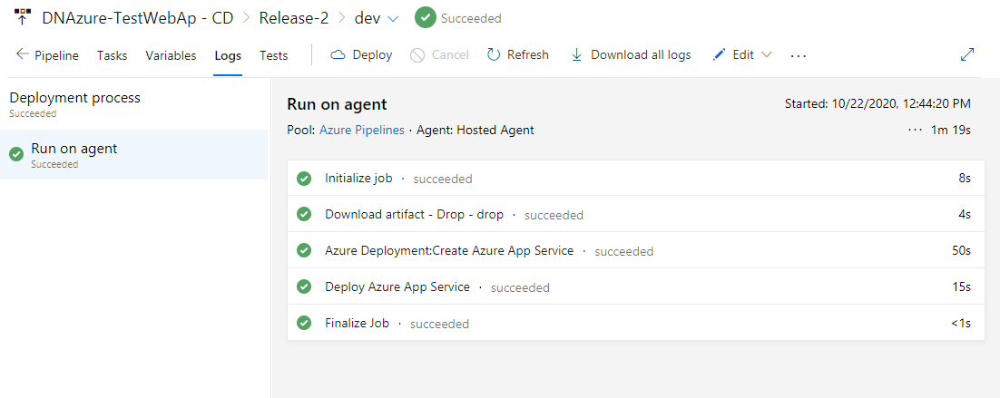 DNAzure-TestWebAp - CD > Release-2 > dev Succeeded
Pipeline Tasks Variables Logs Tests Deploy Cancel Refresh Download all logs Edit ...
Deployment process
Succeeded
Run on agent
Succeeded
Run on agent Started: 10/22/2020, 12:44:20 PM
Pool: Azure Pipelines · Agent: Hosted Agent ... 1m 19s
Initialize job · succeeded 8s
Download artifact - Drop - drop · succeeded 4s
Azure Deployment:Create Azure App Service · succeeded 50s
Deploy Azure App Service · succeeded 15s
Finalize Job · succeeded <1s